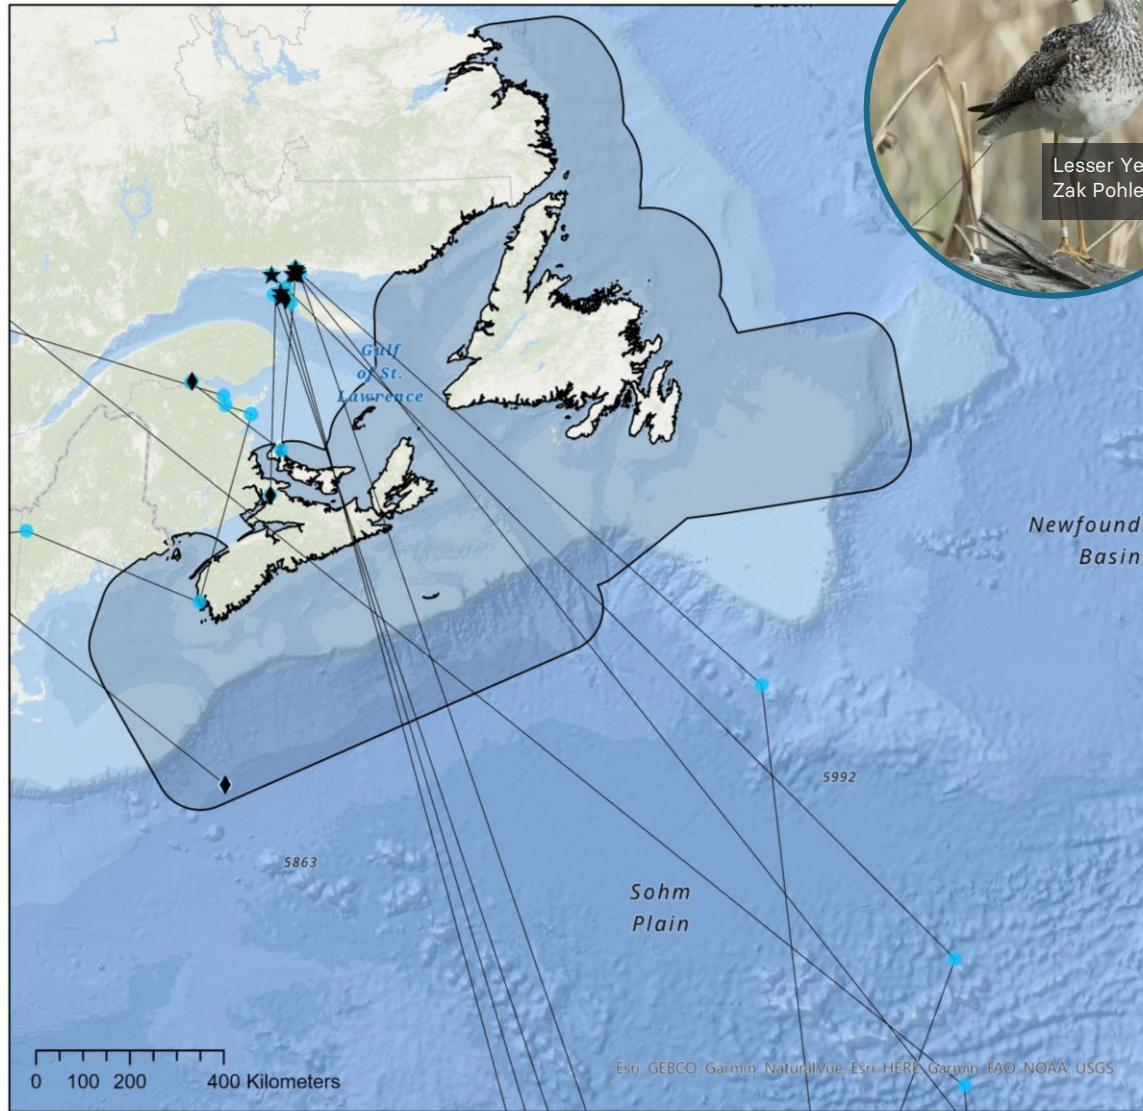 Lesser Ye
Zak Pohle
Gulf
of St.
Lawrence
Newfound
Basin
5992
5863
Sohm
Plain
Esri, GEBCO, Garmin, NaturalVue, Esri, HERE, Garmin, FAO, NOAA, USGS
0 100 200 400 Kilometers